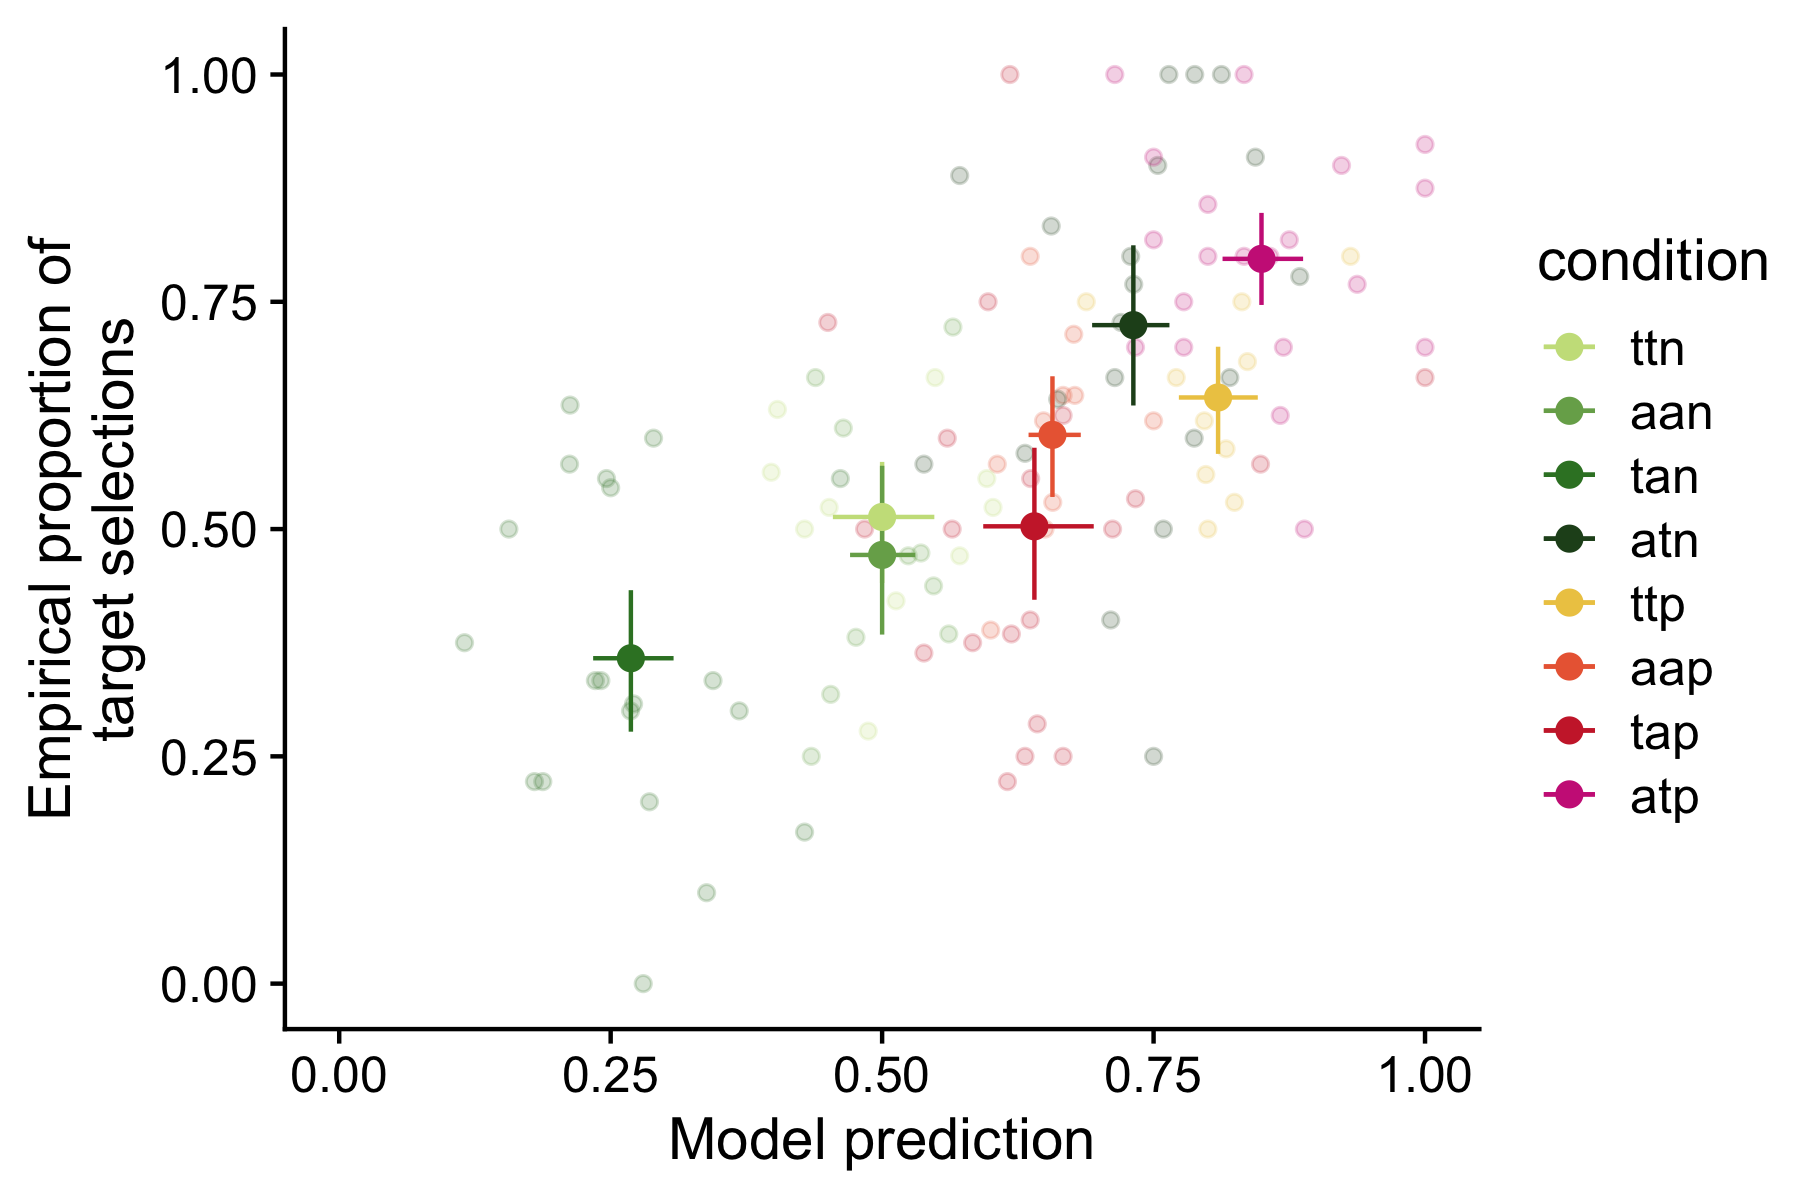 Empirical proportion of
target selections
1.00
0.75
0.50
0.25
0.00
0.00 0.25 0.50 0.75 1.00
Model prediction
condition
ttn
aan
tan
atn
ttp
aap
tap
atp